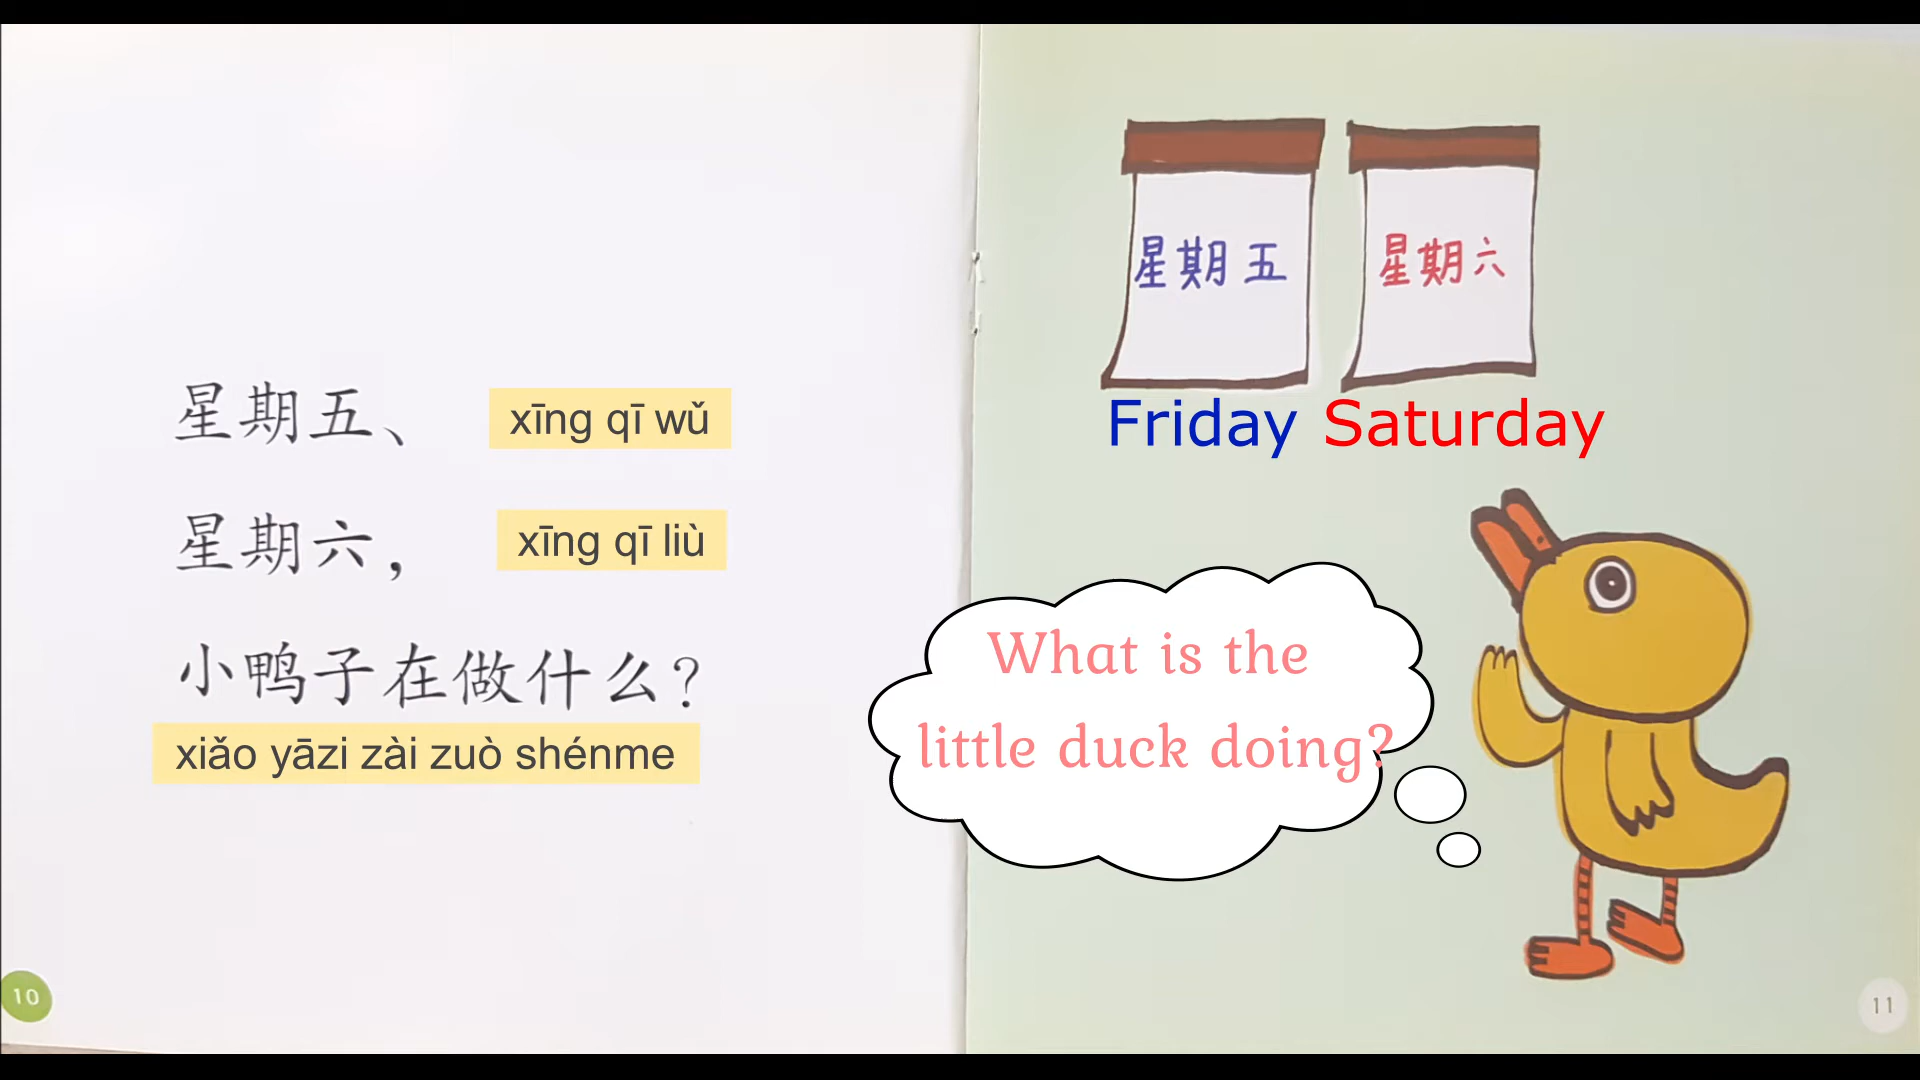 星期五、
xīng qī wǔ
星期六，
xīng qī liù
小鸭子在做什么？
xiǎo yāzi zài zuò shénme
10
星期五
星期六
Friday Saturday
What is the
little duck doing?
11